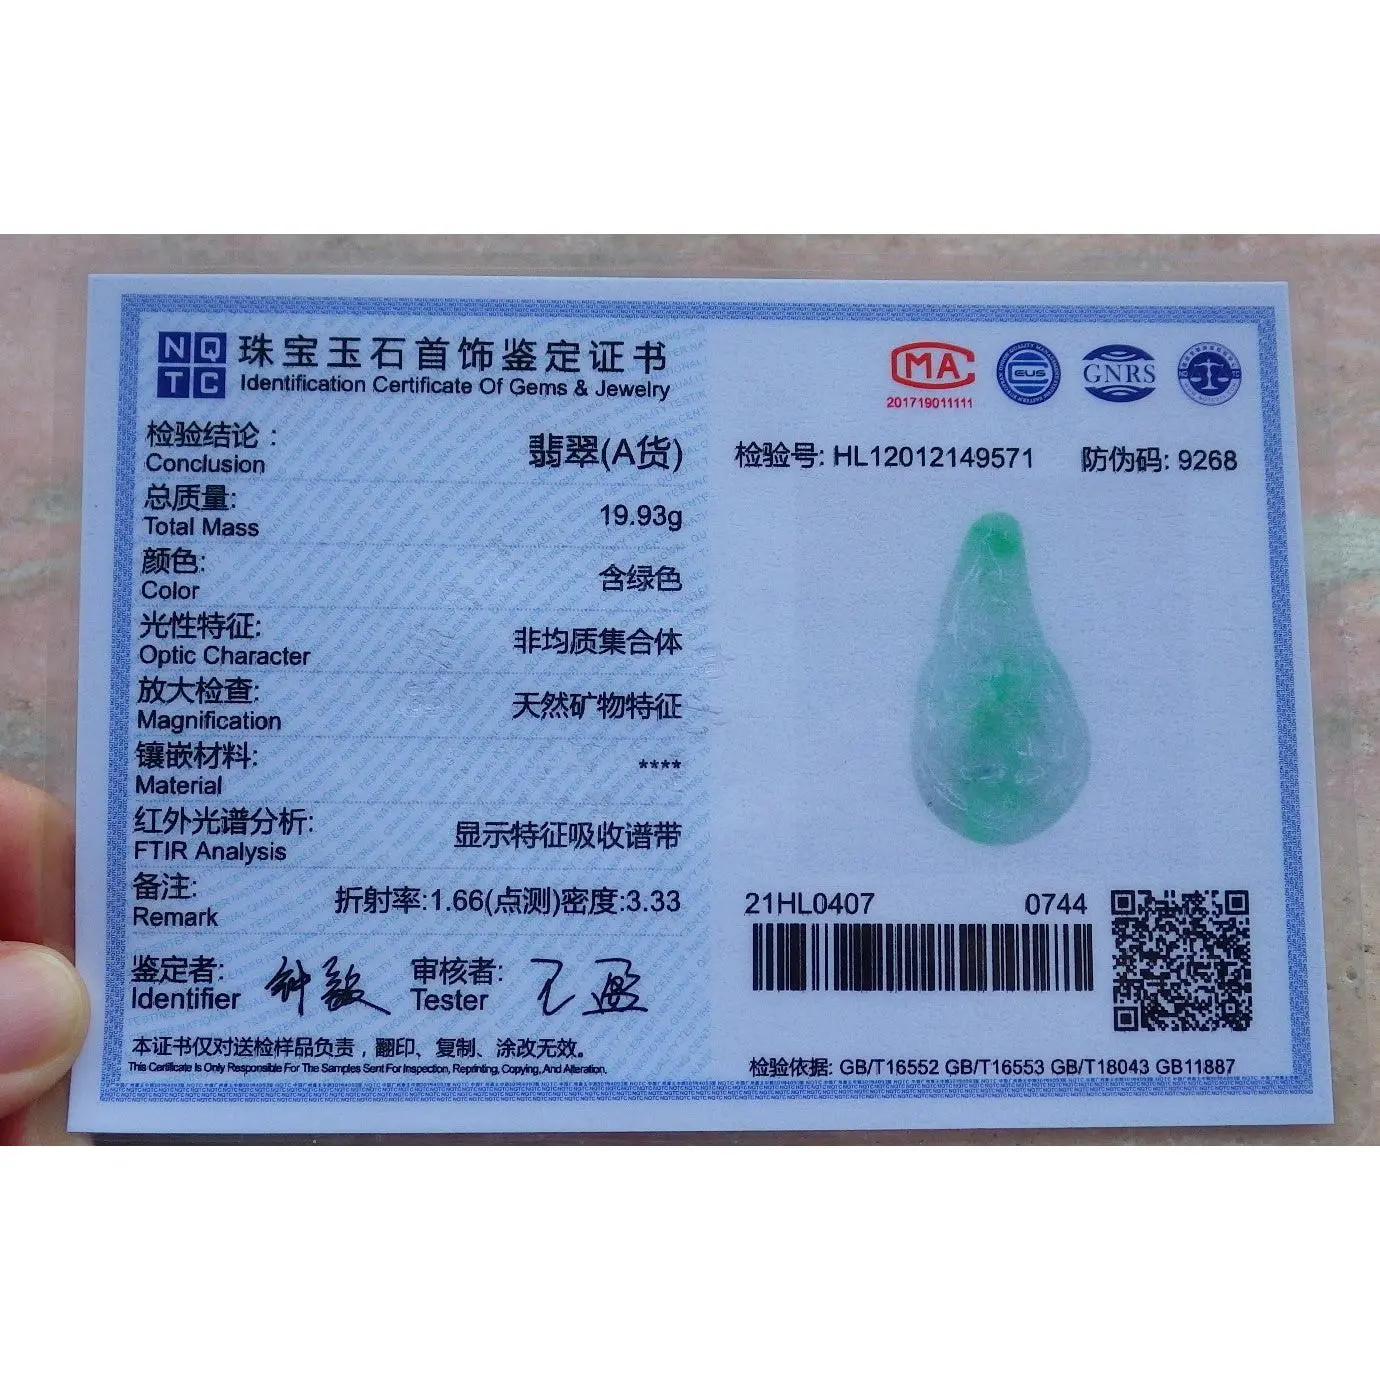 NQ
TC
珠宝玉石首饰鉴定证书
Identification Certificate Of Gems & Jewelry
检验结论：
Conclusion
翡翠(A货)
总质量:
Total Mass
19.93g
颜色:
Color
含绿色
光性特征:
Optic Character
非均质集合体
放大检查:
Magnification
天然矿物特征
镶嵌材料:
Material
****
红外光谱分析:
FTIR Analysis
显示特征吸收谱带
备注:
Remark
折射率:1.66(点测)密度:3.33
鉴定者:
Identifier
审核者:
Tester
本证书仅对送检样品负责，翻印、复制、涂改无效。
This Certificate Is Only Responsible For The Samples Sent For Inspection, Reprinting, Copying, And Alteration.
MA
201719011111
EUS
GNRS
检验号: HL12012149571
防伪码: 9268
21HL0407
0744
检验依据: GB/T16552 GB/T16553 GB/T18043 GB11887